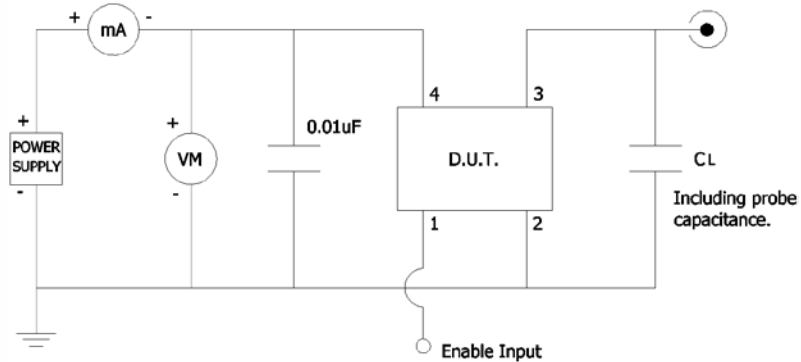 + mA -
+
POWER
SUPPLY
-
+
VM
-
0.01uF
4
3
D.U.T.
1
2
CL
Including probe
capacitance.
Enable Input